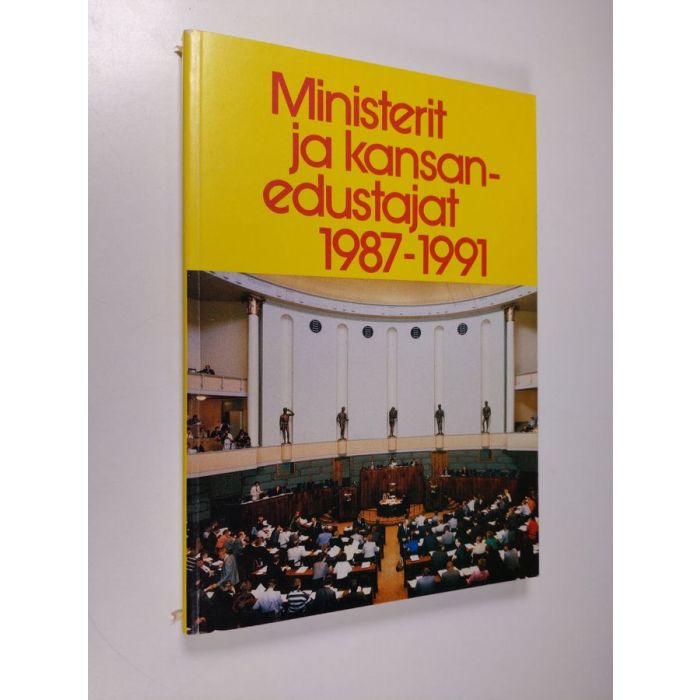 Ministerit
ja kansan-
edustajat
1987-1991